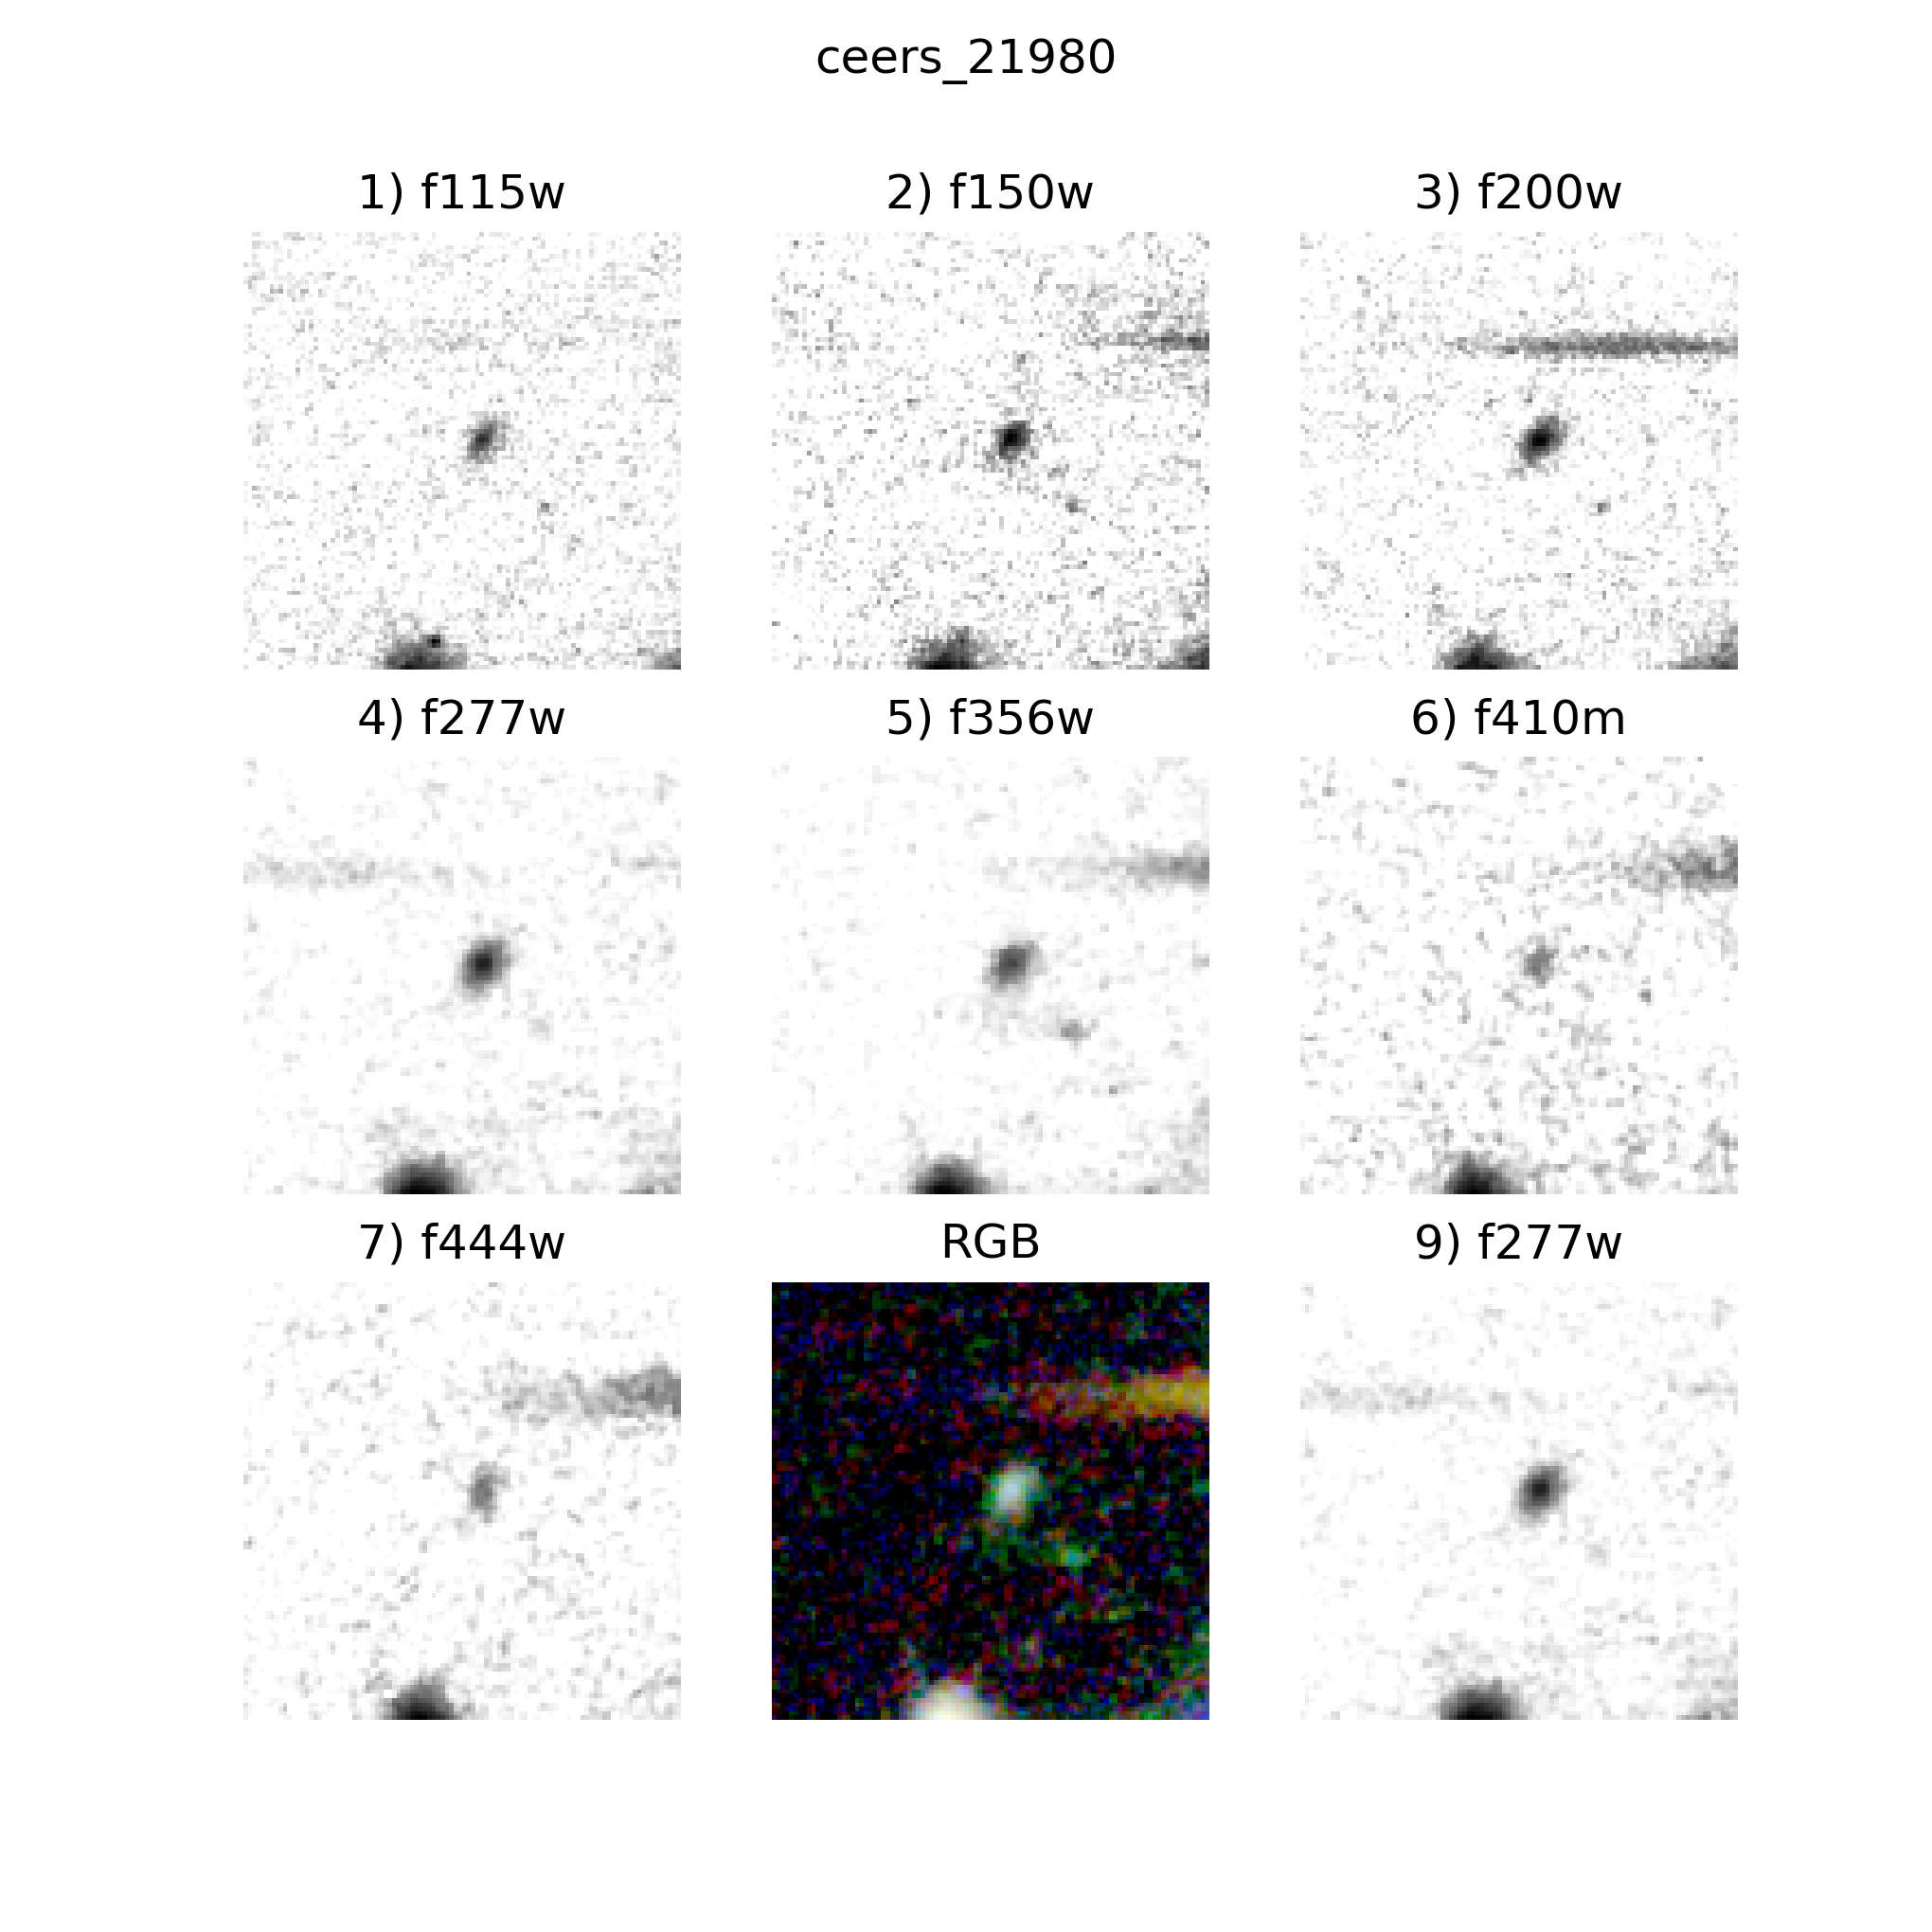 ceers_21980
1) f115w
2) f150w
3) f200w
4) f277w
5) f356w
6) f410m
7) f444w
RGB
9) f277w